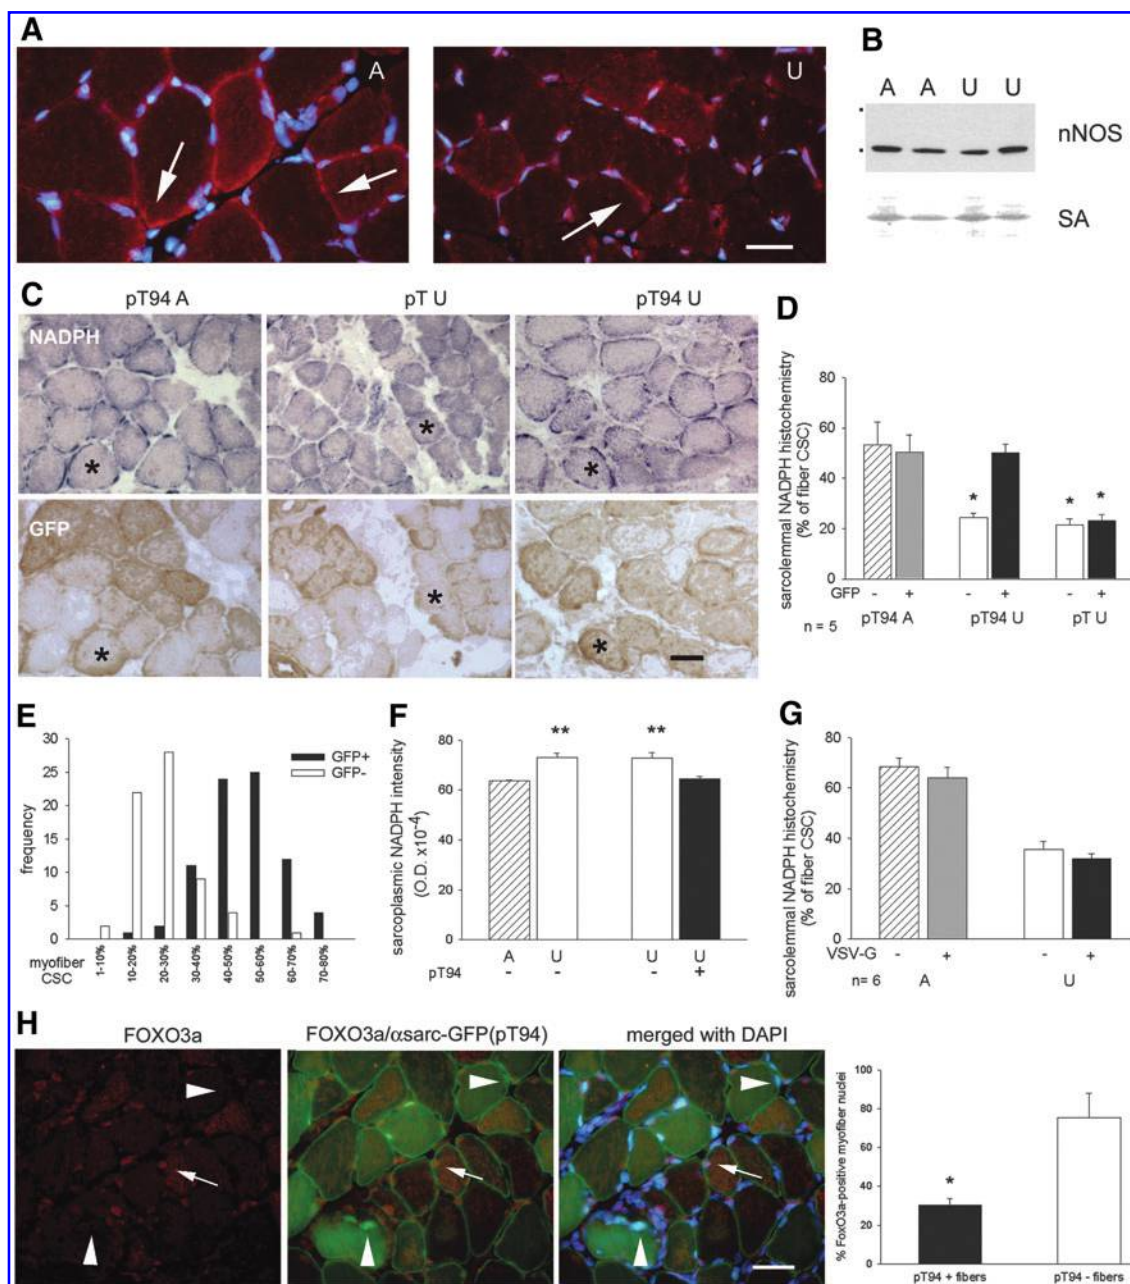 A
A
U
B
A A U U
nNOS
SA
C
pT94 A
pT U
pT94 U
NADPH
*
*
*
GFP
*
*
*
D
sarcolemmal NADPH histochemistry
(% of fiber CSC)
80
60
40
20
0
*
* *
GFP - + - + - +
n = 5
pT94 A pT94 U pT U
E
frequency
30
25
20
15
10
5
0
GFP+
GFP-
myofiber
CSC
1-10%
10-20%
20-30%
30-40%
40-50%
50-60%
60-70%
70-80%
F
sarcoplasmic NADPH intensity
(O.D. x10⁻⁴)
80
60
40
20
0
** **
A U U U
pT94 - - - +
G
sarcolemmal NADPH histochemistry
(% of fiber CSC)
80
60
40
20
0
VSV-G - + - +
n= 6 A U
H
FOXO3a
FOXO3a/αsarc-GFP(pT94)
merged with DAPI
% FoxO3a-positive myofiber nuclei
100
80
60
40
20
0
*
pT94 + fibers pT94 - fibers